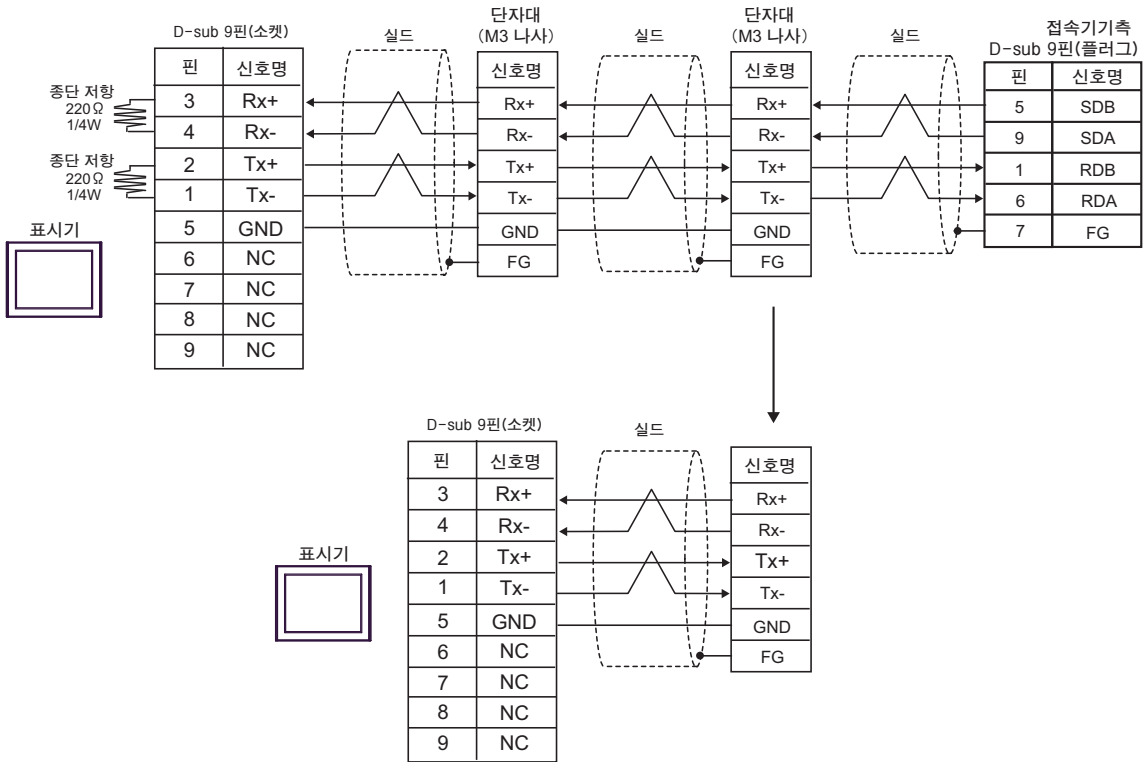 D-sub 9핀(소켓)
핀 신호명
3 Rx+
4 Rx-
2 Tx+
1 Tx-
5 GND
6 NC
7 NC
8 NC
9 NC
종단 저항
220Ω
1/4W
종단 저항
220Ω
1/4W
표시기
실드
단자대
(M3 나사)
신호명
Rx+
Rx-
Tx+
Tx-
GND
FG
실드
단자대
(M3 나사)
신호명
Rx+
Rx-
Tx+
Tx-
GND
FG
실드
접속기기측
D-sub 9핀(플러그)
핀 신호명
5 SDB
9 SDA
1 RDB
6 RDA
7 FG
D-sub 9핀(소켓)
핀 신호명
3 Rx+
4 Rx-
2 Tx+
1 Tx-
5 GND
6 NC
7 NC
8 NC
9 NC
표시기
실드
신호명
Rx+
Rx-
Tx+
Tx-
GND
FG